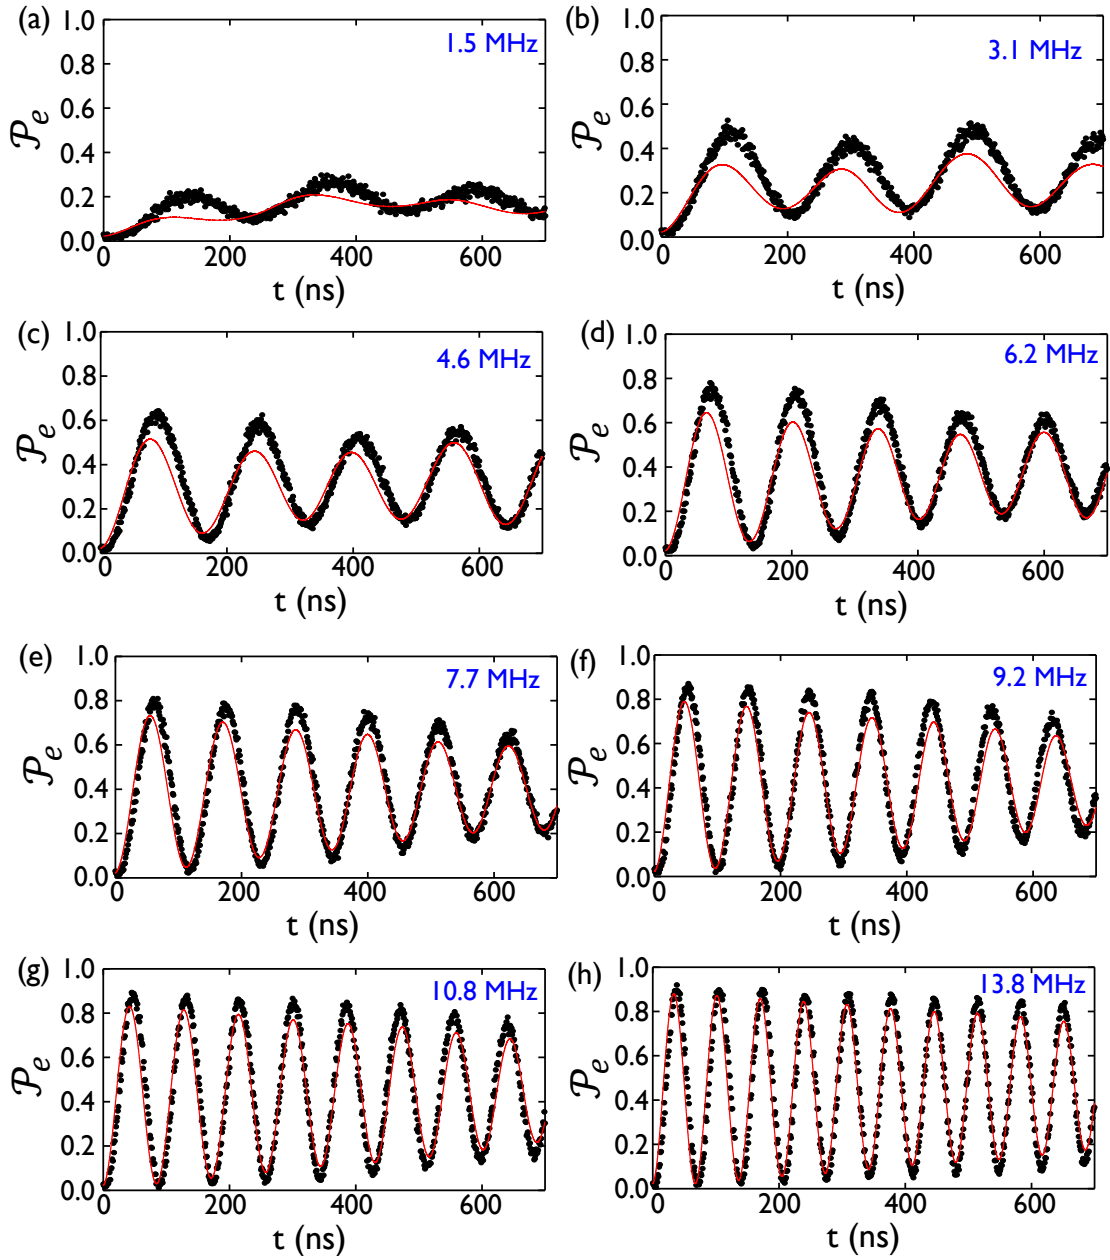 (a)
1.0
0.8
0.6
0.4
0.2
0.0
𝒫e
1.5 MHz
0 200 400 600
t (ns)
(b)
1.0
0.8
0.6
0.4
0.2
0.0
𝒫e
3.1 MHz
0 200 400 600
t (ns)
(c)
1.0
0.8
0.6
0.4
0.2
0.0
𝒫e
4.6 MHz
0 200 400 600
t (ns)
(d)
1.0
0.8
0.6
0.4
0.2
0.0
𝒫e
6.2 MHz
0 200 400 600
t (ns)
(e)
1.0
0.8
0.6
0.4
0.2
0.0
𝒫e
7.7 MHz
0 200 400 600
t (ns)
(f)
1.0
0.8
0.6
0.4
0.2
0.0
𝒫e
9.2 MHz
0 200 400 600
t (ns)
(g)
1.0
0.8
0.6
0.4
0.2
0.0
𝒫e
10.8 MHz
0 200 400 600
t (ns)
(h)
1.0
0.8
0.6
0.4
0.2
0.0
𝒫e
13.8 MHz
0 200 400 600
t (ns)